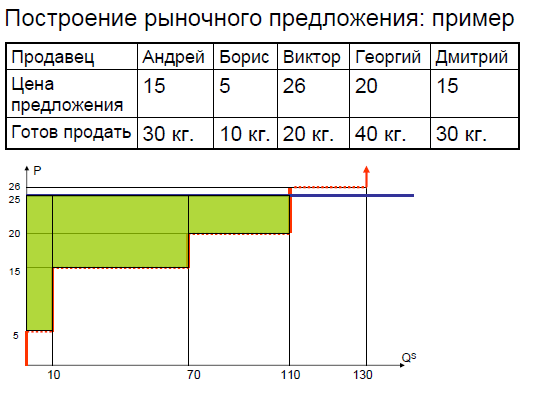 Построение рыночного предложения: пример
Продавец Андрей Борис Виктор Георгий Дмитрий
Цена предложения 15 5 26 20 15
Готов продать 30 кг. 10 кг. 20 кг. 40 кг. 30 кг.
P
26
25
20
15
5
10 70 110 130
Qs